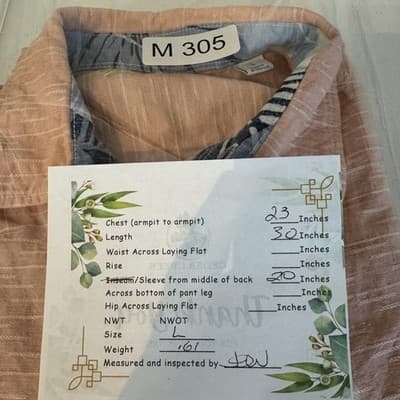 M 305
Chest (armpit to armpit) 23 Inches
Length 30 Inches
Waist Across Laying Flat Inches
Rise Inches
Inseam/Sleeve from middle of back 20 Inches
Across bottom of pant leg Inches
Hip Across Laying Flat Inches
NWT NWOT
Size L
Weight .61
Measured and inspected by